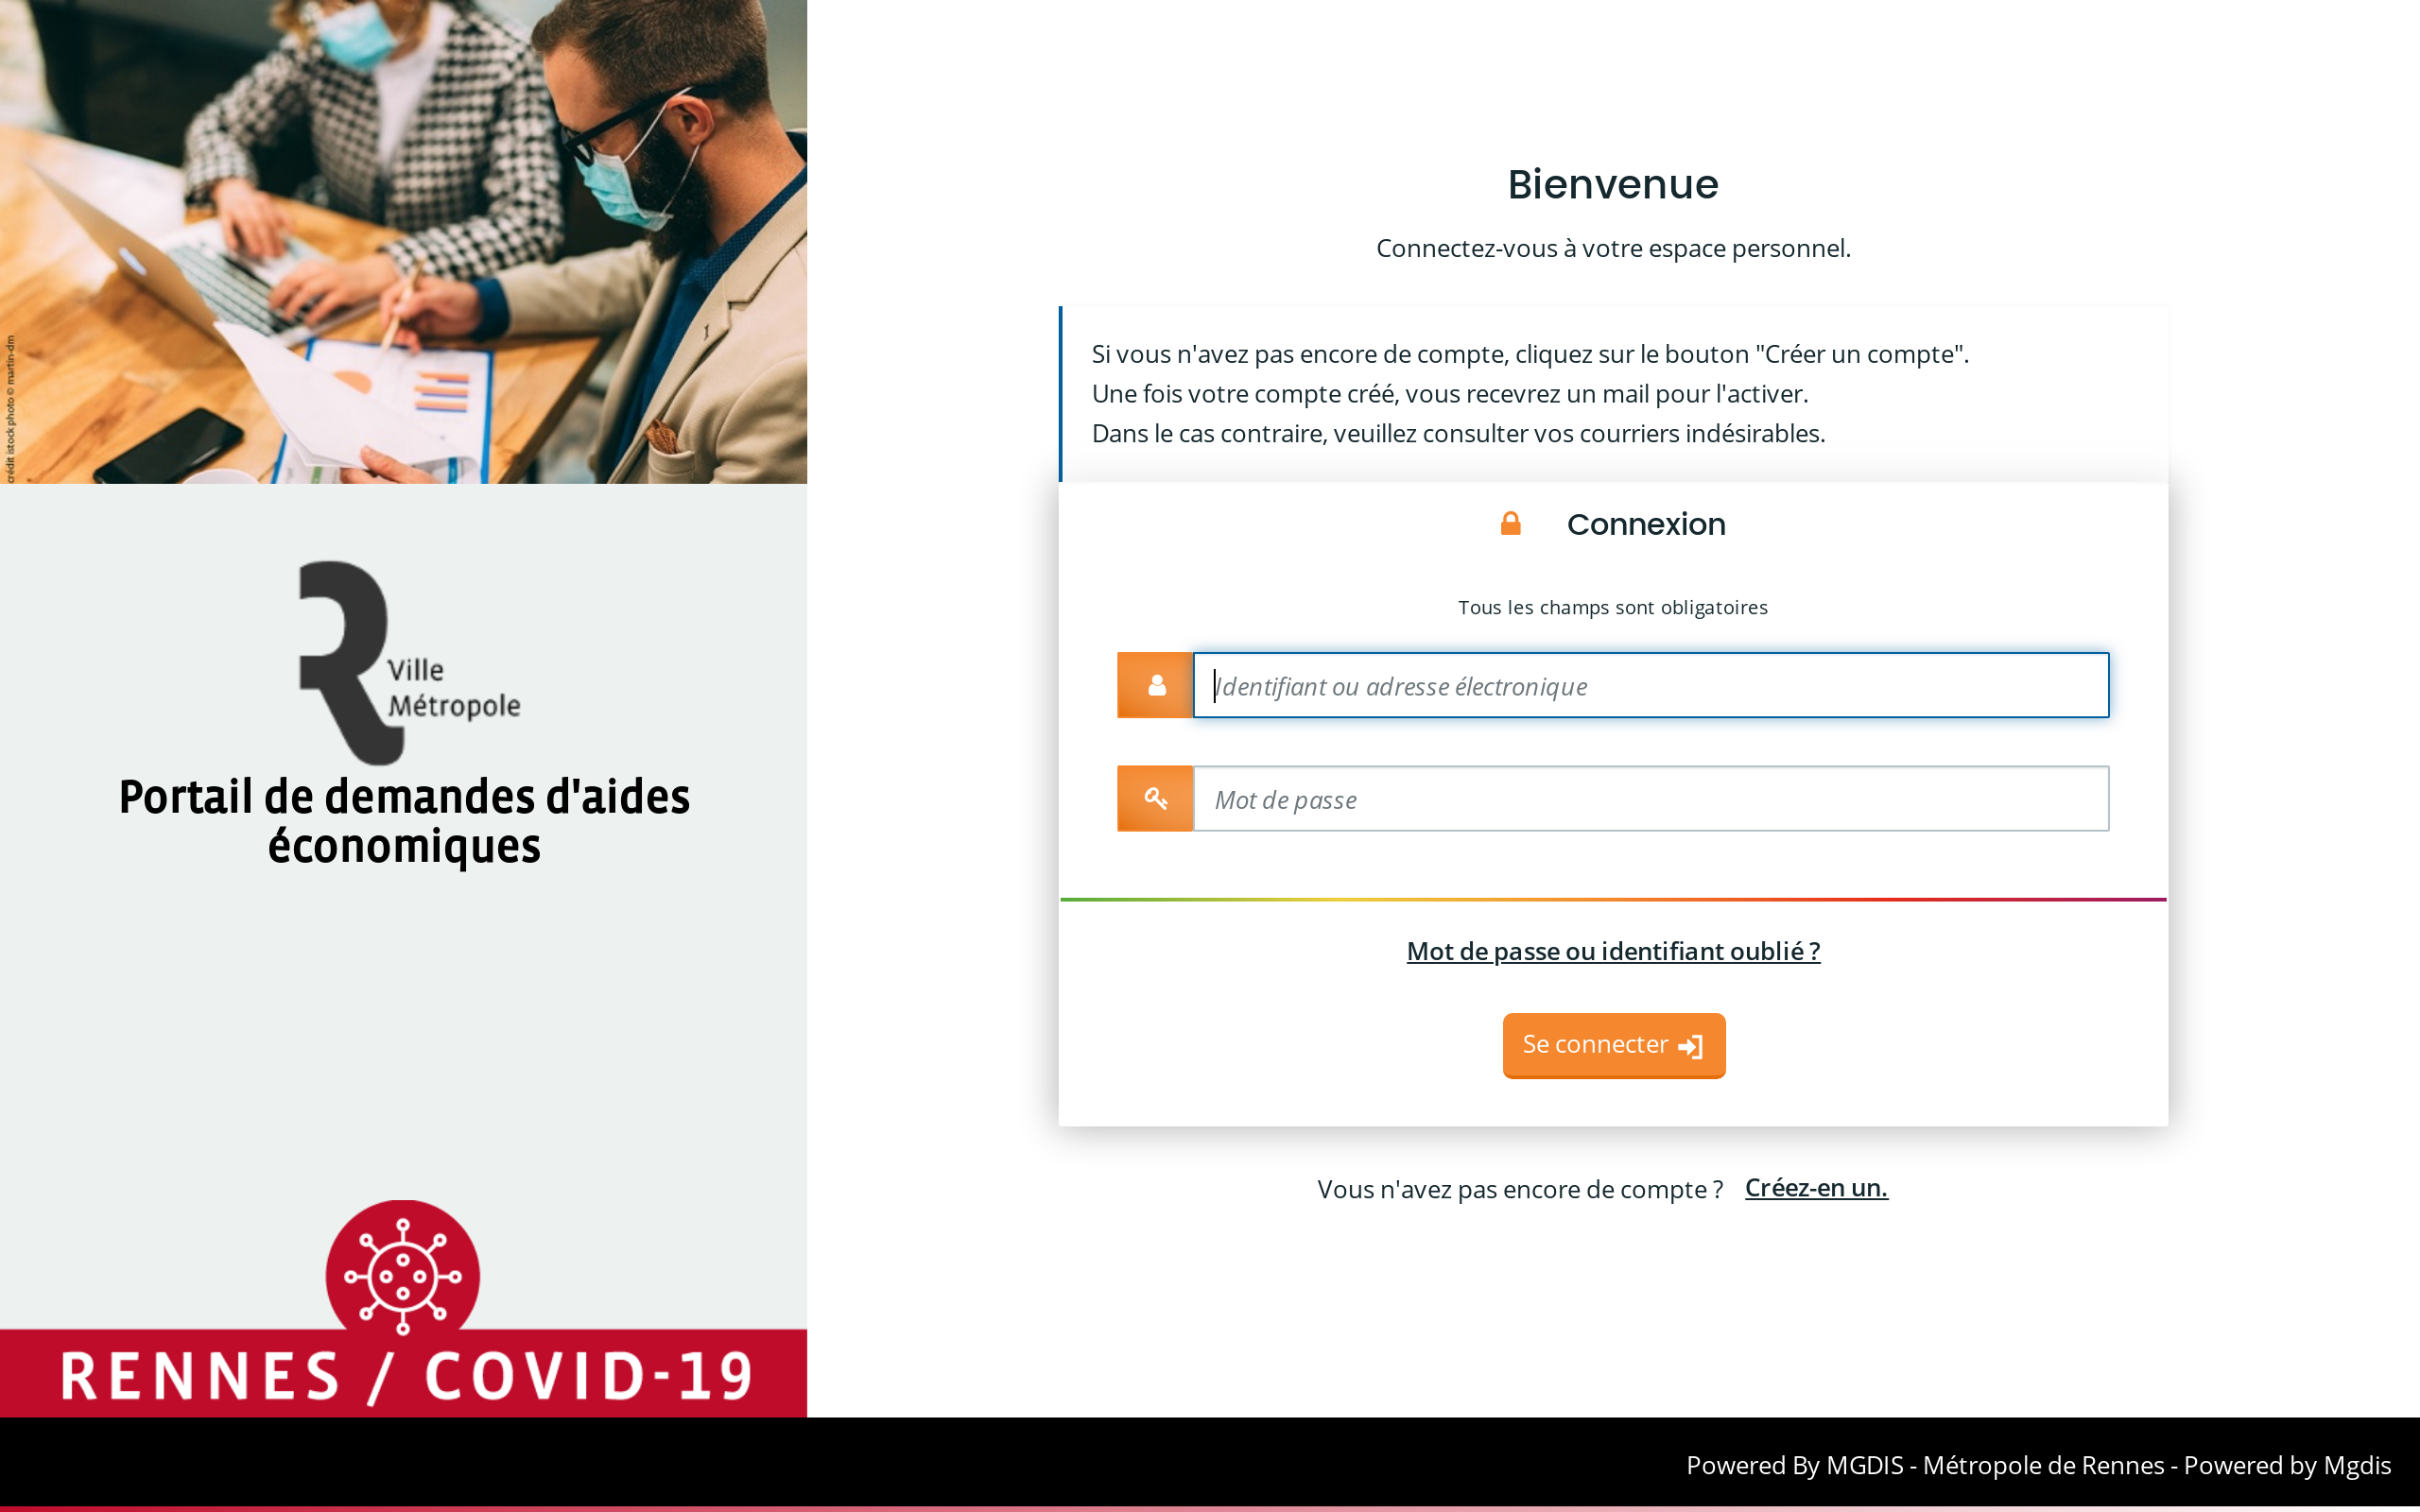 crédit istock photo © martin-dm
Ville
Métropole
Portail de demandes d'aides
économiques
RENNES / COVID-19
Bienvenue
Connectez-vous à votre espace personnel.
Si vous n'avez pas encore de compte, cliquez sur le bouton "Créer un compte".
Une fois votre compte créé, vous recevrez un mail pour l'activer.
Dans le cas contraire, veuillez consulter vos courriers indésirables.
Connexion
Tous les champs sont obligatoires
Identifiant ou adresse électronique
Mot de passe
Mot de passe ou identifiant oublié ?
Se connecter
Vous n'avez pas encore de compte ? Créez-en un.
Powered By MGDIS - Métropole de Rennes - Powered by Mgdis